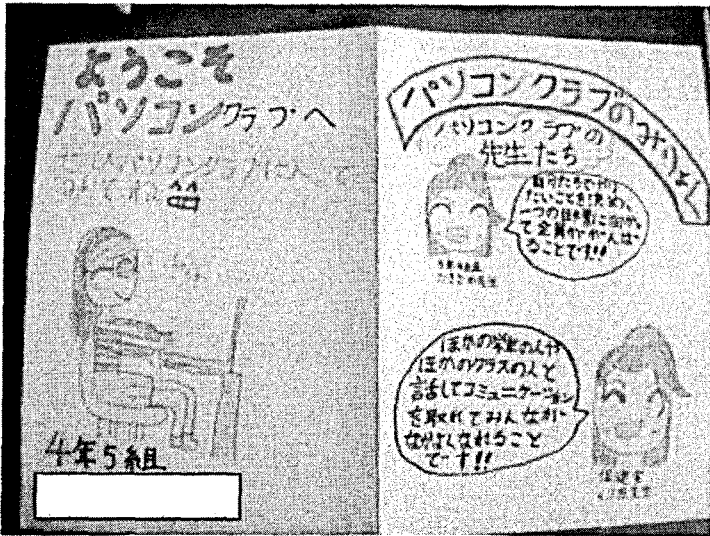 ようこそ
パソコンクラブへ
4年5組
パソコンクラブのみりょく
パソコンクラブの
先生たち
自分たちでやり
たいことを決め、
一つの目標に向かっ
て全員ががんば
ることです!!
ほかの学年の人や
ほかのクラスの人と
話してコミュニケーション
を取れてみんなが
なかよくなれること
です!!